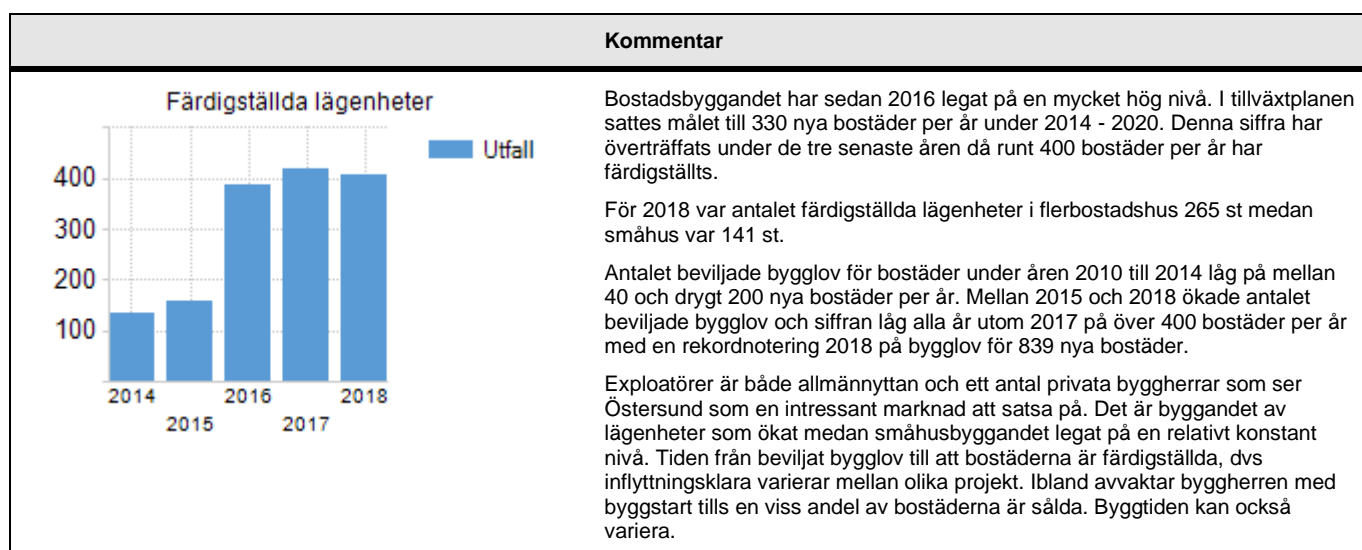 Kommentar
Färdigställda lägenheter
Utfall
400
300
200
100
2014
2016
2018
2015
2017
Bostadsbyggandet har sedan 2016 legat på en mycket hög nivå. I tillväxtplanen
sattes målet till 330 nya bostäder per år under 2014 - 2020. Denna siffra har
överträffats under de tre senaste åren då runt 400 bostäder per år har
färdigställts.
För 2018 var antalet färdigställda lägenheter i flerbostadshus 265 st medan
småhus var 141 st.
Antalet beviljade bygglov för bostäder under åren 2010 till 2014 låg på mellan
40 och drygt 200 nya bostäder per år. Mellan 2015 och 2018 ökade antalet
beviljade bygglov och siffran låg alla år utom 2017 på över 400 bostäder per år
med en rekordnotering 2018 på bygglov för 839 nya bostäder.
Exploatörer är både allmännyttan och ett antal privata byggherrar som ser
Östersund som en intressant marknad att satsa på. Det är byggandet av
lägenheter som ökat medan småhusbyggandet legat på en relativt konstant
nivå. Tiden från beviljat bygglov till att bostäderna är färdigställda, dvs
inflyttningsklara varierar mellan olika projekt. Ibland avvaktar byggherren med
byggstart tills en viss andel av bostäderna är sålda. Byggtiden kan också
variera.